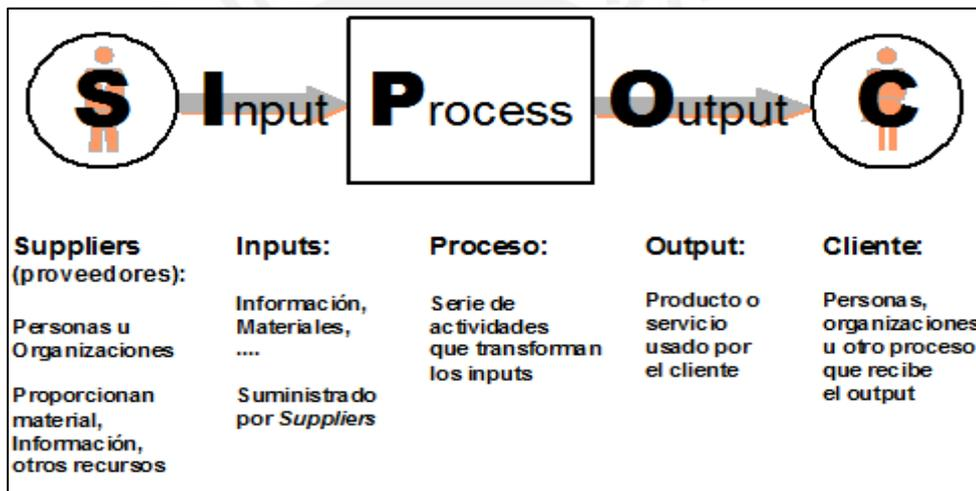 S Input Process Output C
Suppliers
(proveedores):
Personas u
Organizaciones
Proporcionan
material,
Información,
otros recursos
Inputs:
Información,
Materiales,
....
Suministrado
por Suppliers
Proceso:
Serie de
actividades
que transforman
los inputs
Output:
Producto o
servicio
usado por
el cliente
Cliente:
Personas,
organizaciones
u otro proceso
que recibe
el output